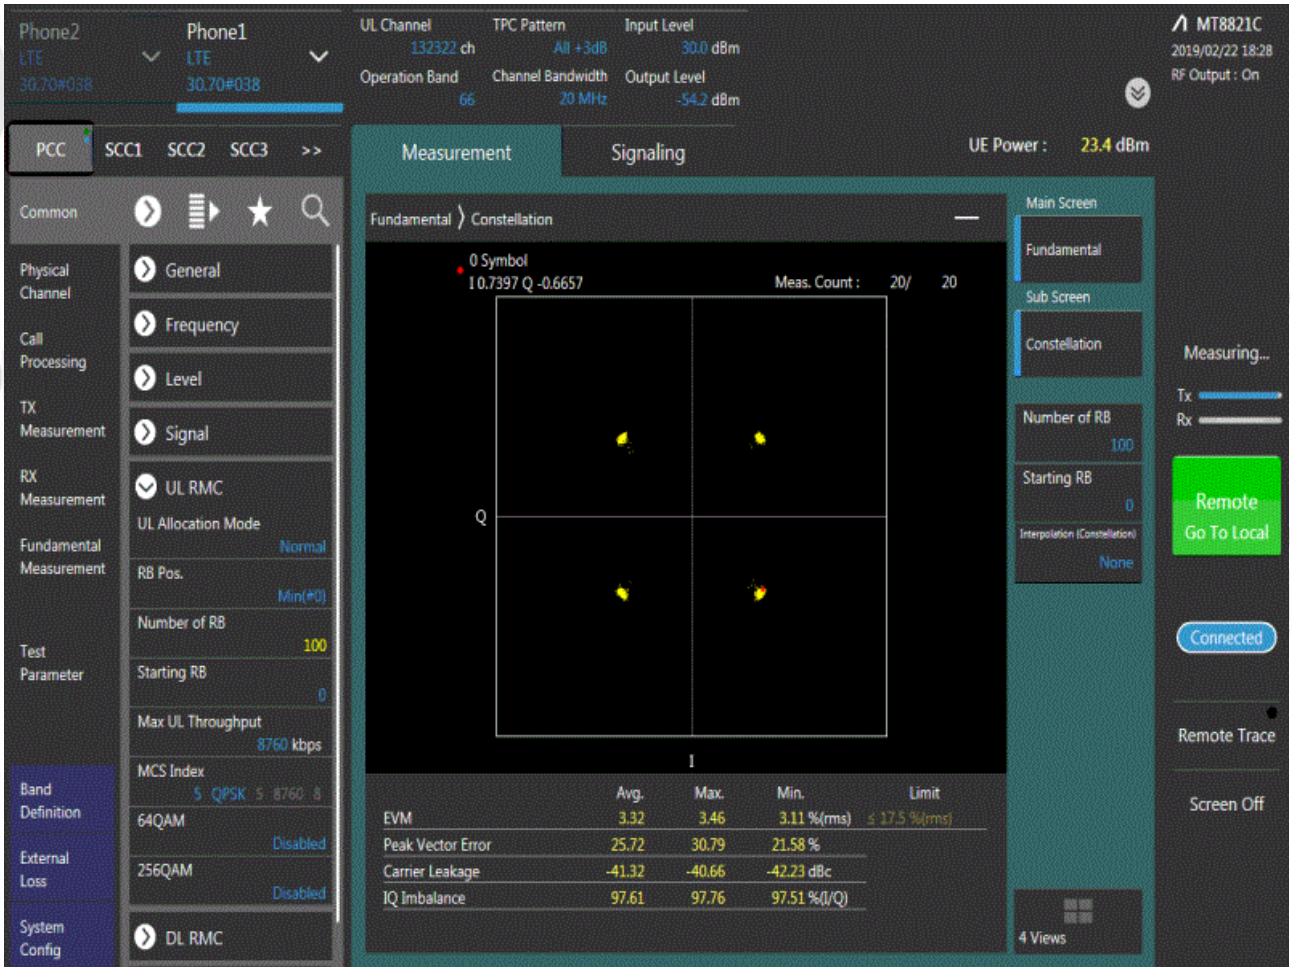 Phone2
LTE
30.70#038
Phone1
LTE
30.70#038
UL Channel
132322 ch
TPC Pattern
All +3dB
Input Level
30.0 dBm
Operation Band
66
Channel Bandwidth
20 MHz
Output Level
-54.2 dBm
MT8821C
2019/02/22 18:28
RF Output : On
PCC SCC1 SCC2 SCC3 >>
Measurement
Signaling
UE Power : 23.4 dBm
Common
Physical
Channel
Call
Processing
TX
Measurement
RX
Measurement
Fundamental
Measurement
Test
Parameter
Band
Definition
External
Loss
System
Config
General
Frequency
Level
Signal
UL RMC
UL Allocation Mode
Normal
RB Pos.
Min(#0)
Number of RB
100
Starting RB
0
Max UL Throughput
8760 kbps
MCS Index
5 QPSK 5 8760 8
64QAM
Disabled
256QAM
Disabled
DL RMC
Fundamental 〉 Constellation
0 Symbol
I 0.7397 Q -0.6657
Meas. Count : 20/ 20
Q
I
Avg. Max. Min. Limit
EVM 3.32 3.46 3.11 %(rms) ≤ 17.5 %(rms)
Peak Vector Error 25.72 30.79 21.58 %
Carrier Leakage -41.32 -40.66 -42.23 dBc
IQ Imbalance 97.61 97.76 97.51 %(I/Q)
Main Screen
Fundamental
Sub Screen
Constellation
Number of RB
100
Starting RB
0
Interpolation (Constellation)
None
4 Views
Measuring...
Tx
Rx
Remote
Go To Local
Connected
Remote Trace
Screen Off